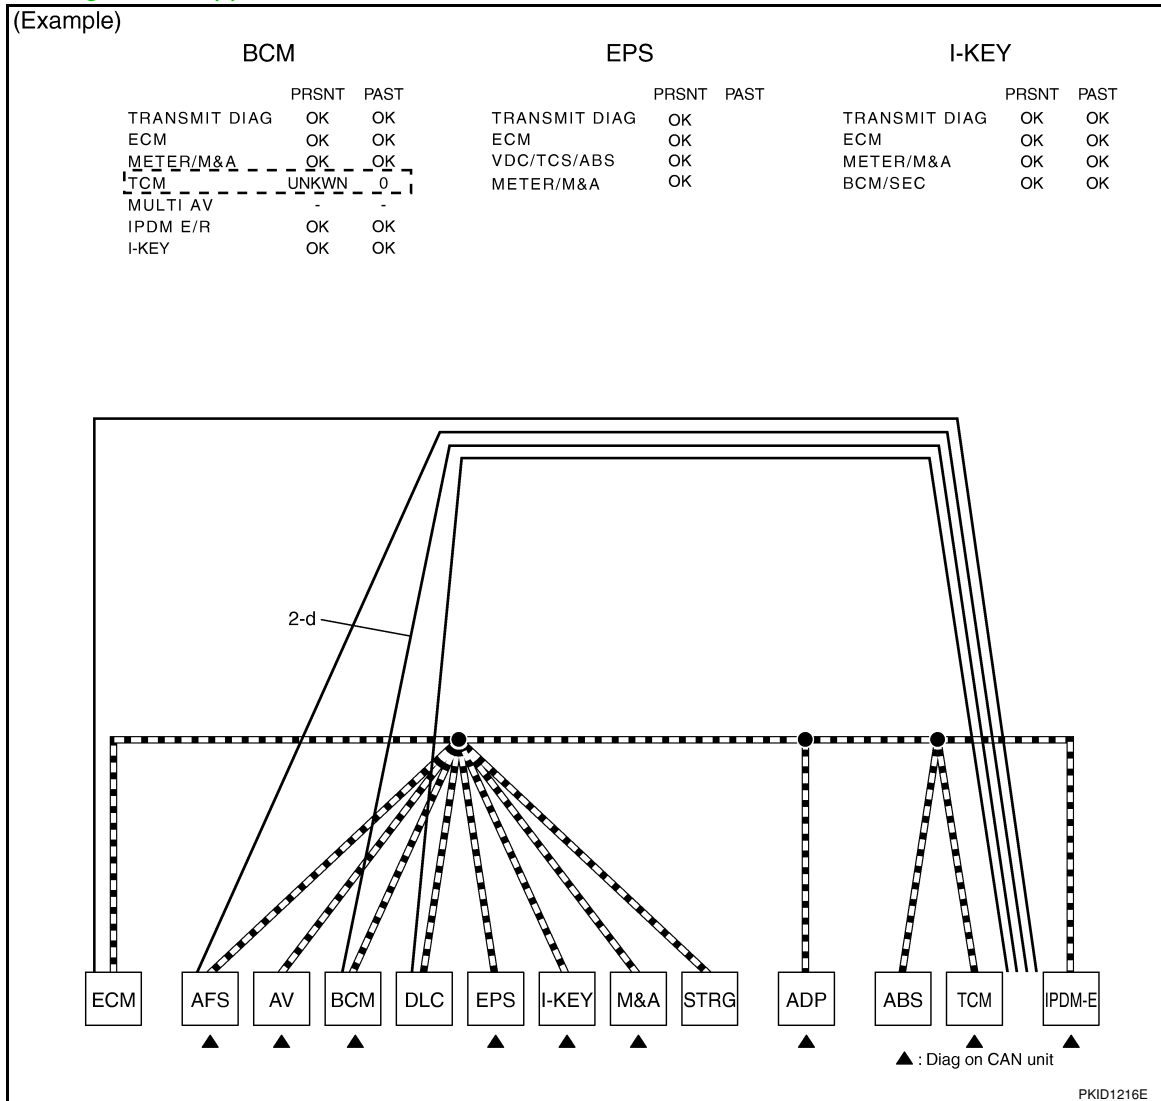 (Example)
BCM EPS I-KEY
PRSNT PAST PRSNT PAST PRSNT PAST
TRANSMIT DIAG OK OK TRANSMIT DIAG OK TRANSMIT DIAG OK OK
ECM OK OK ECM OK ECM OK OK
METER/M&A OK OK VDC/TCS/ABS OK METER/M&A OK OK
TCM UNKWN 0 METER/M&A OK BCM/SEC OK OK
MULTI AV - -
IPDM E/R OK OK
I-KEY OK OK
2-d
ECM AFS AV BCM DLC EPS I-KEY M&A STRG ADP ABS TCM IPDM-E
▲ : Diag on CAN unit
PKID1216E